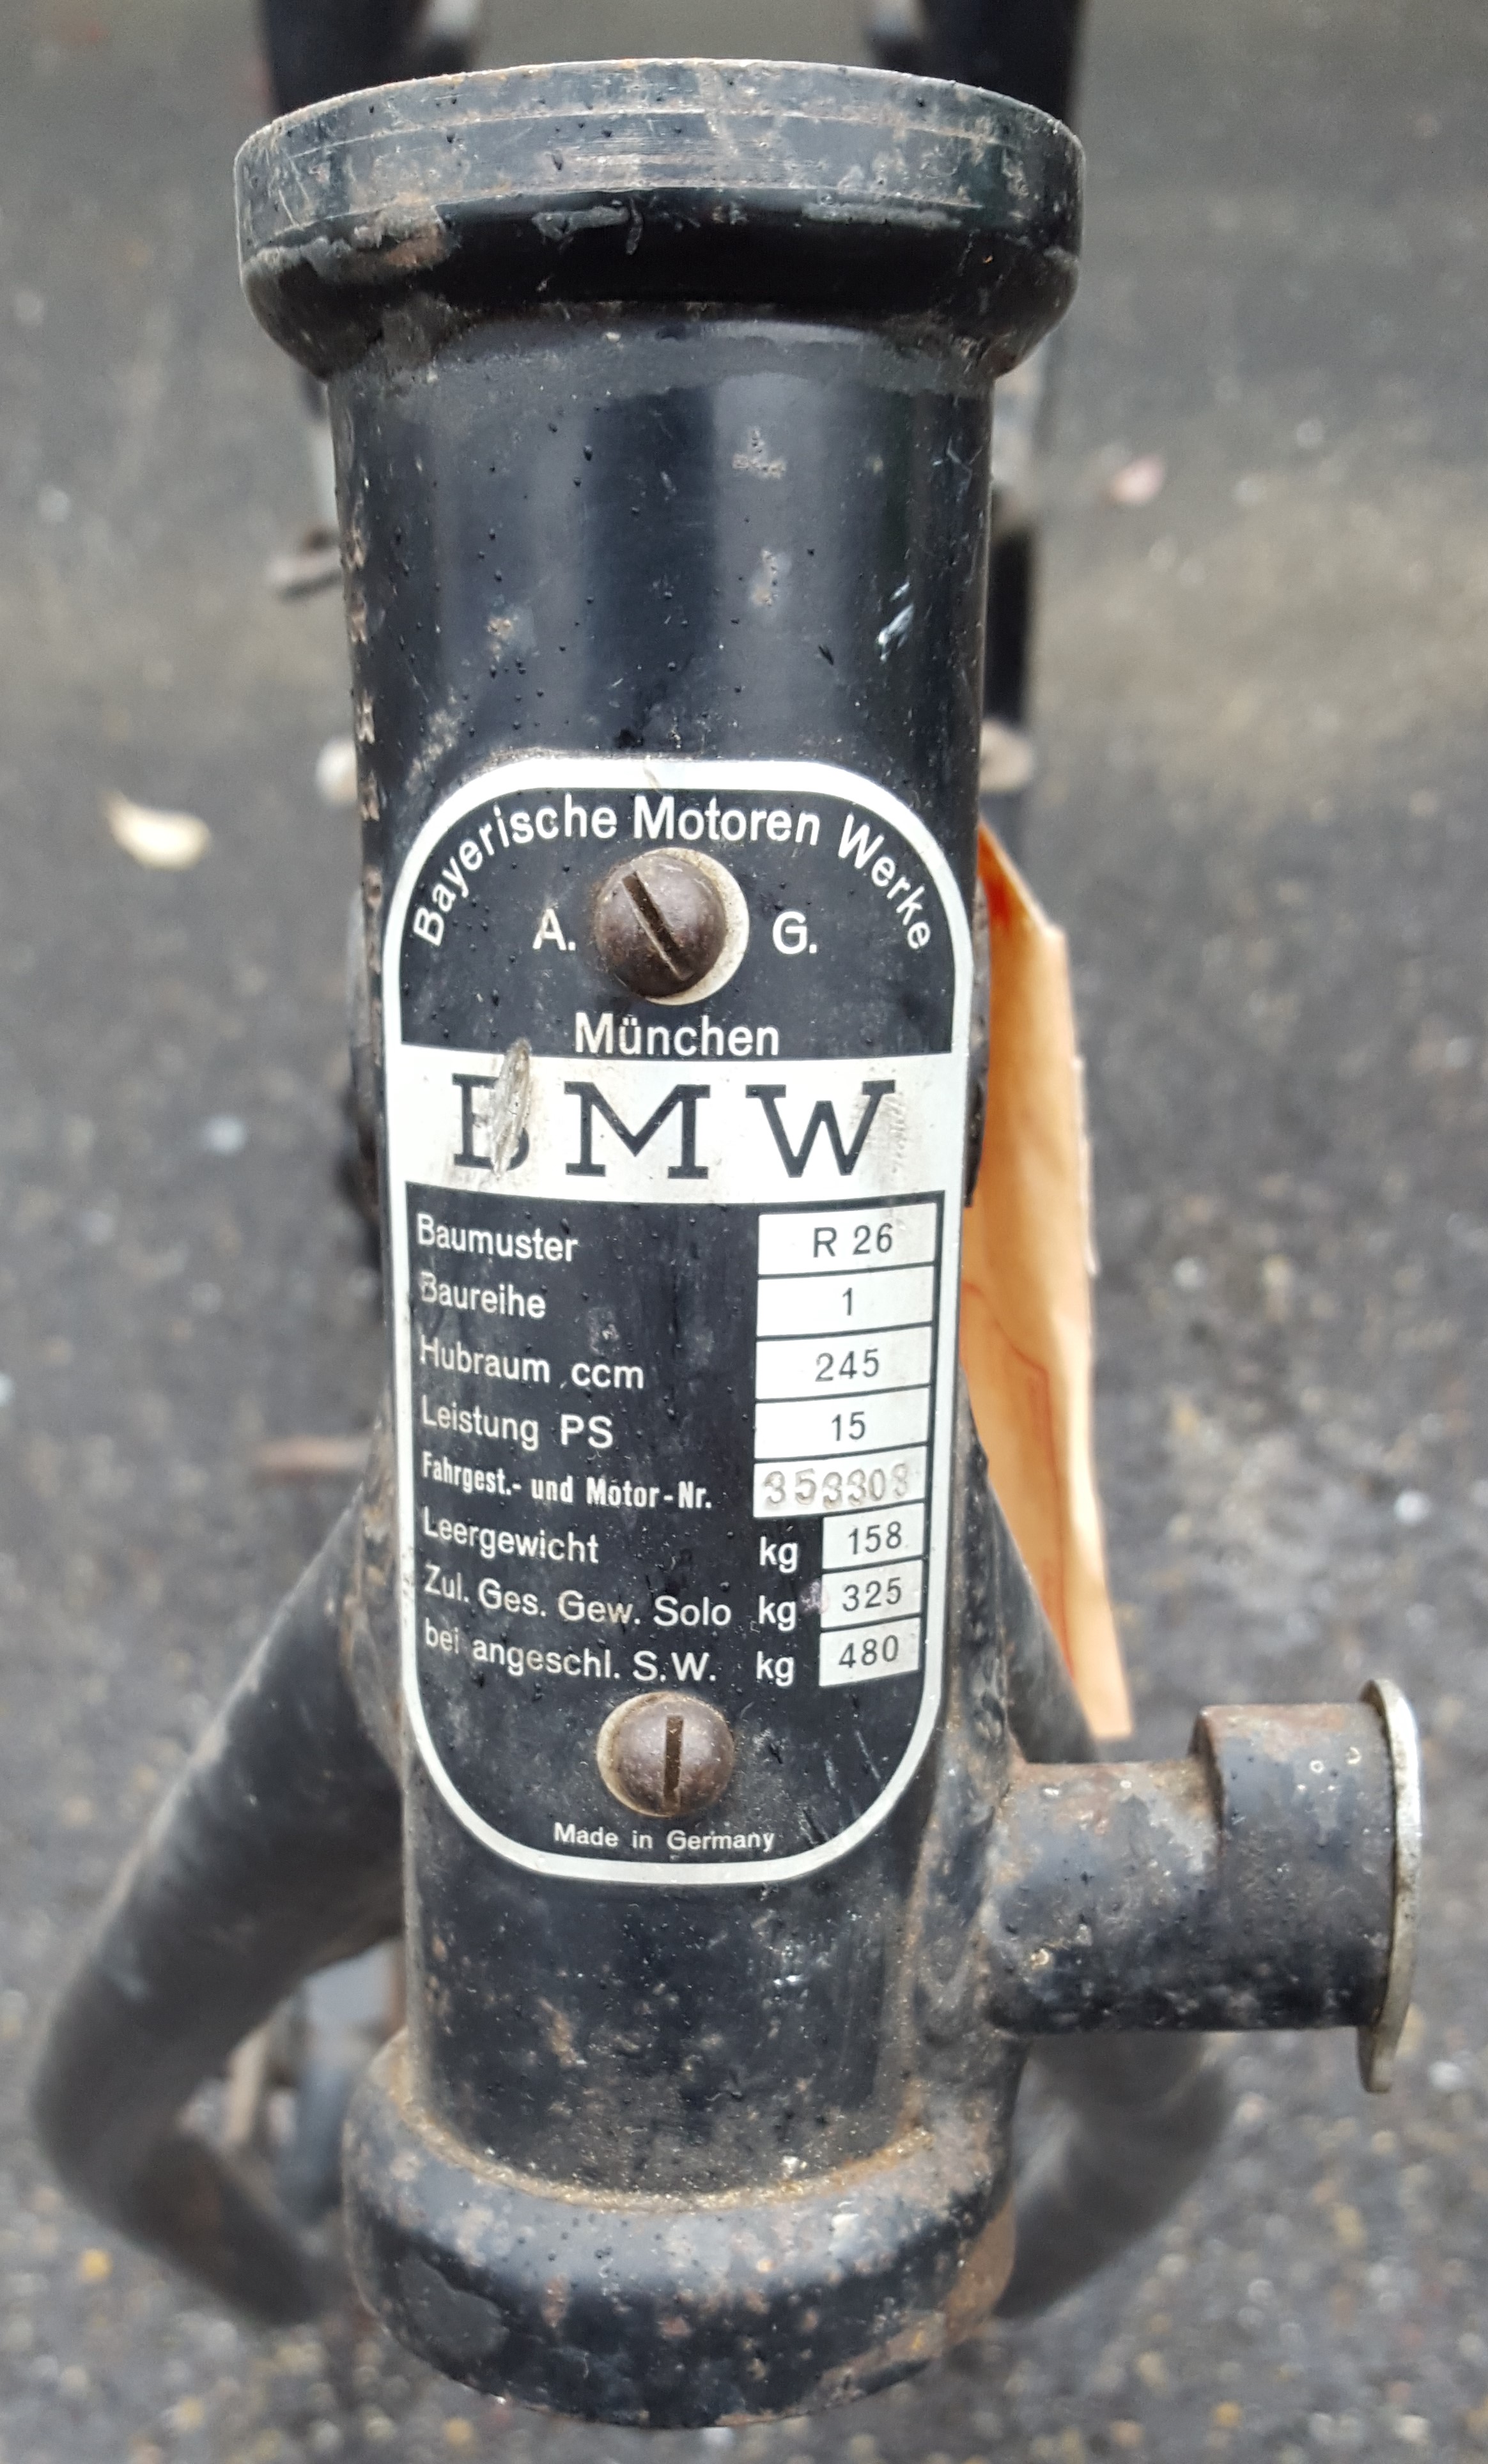 Bayerische Motoren Werke
A. G.
München
BMW
Baumuster R 26
Baureihe 1
Hubraum ccm 245
Leistung PS 15
Fahrgest.- und Motor-Nr. 353303
Leergewicht kg 158
Zul. Ges. Gew. Solo kg 325
bei angeschl. S.W. kg 480
Made in Germany